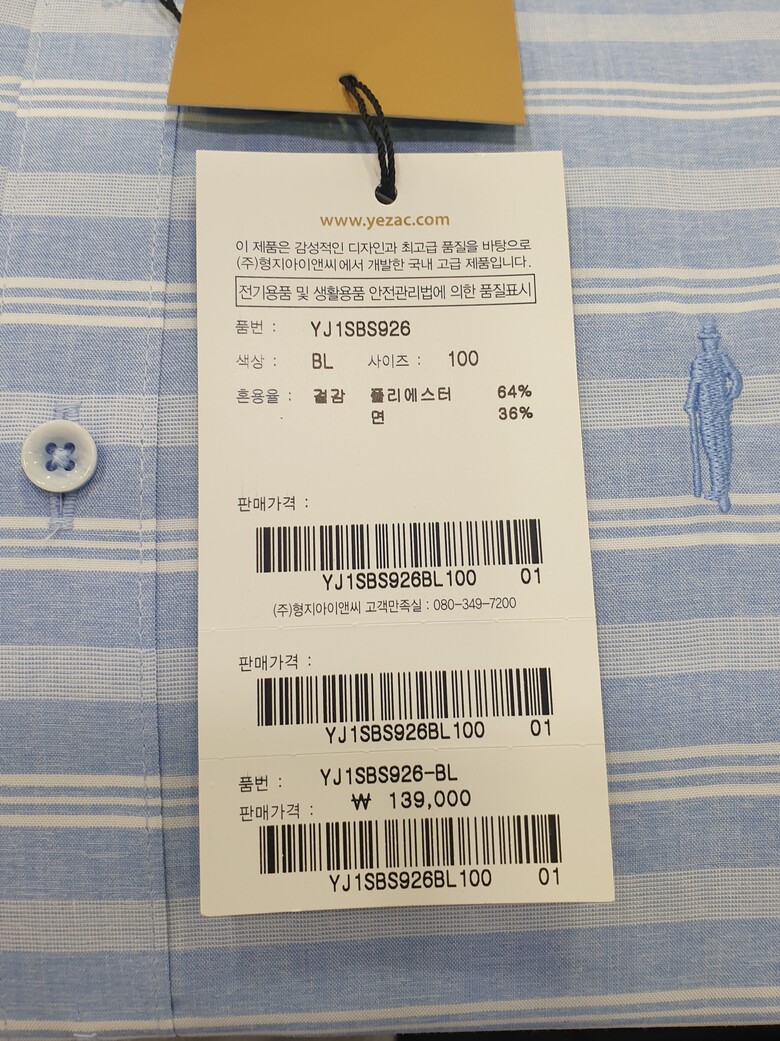 www.yezac.com
이 제품은 감성적인 디자인과 최고급 품질을 바탕으로
(주)형지아이앤씨에서 개발한 국내 고급 제품입니다.
전기용품 및 생활용품 안전관리법에 의한 품질표시
품번 : YJ1SBS926
색상 : BL 사이즈 : 100
혼용율 : 겉감 폴리에스터 64%
면 36%
판매가격 :
YJ1SBS926BL100 01
(주)형지아이앤씨 고객만족실 : 080-349-7200
판매가격 :
YJ1SBS926BL100 01
품번 : YJ1SBS926-BL
판매가격 : ₩ 139,000
YJ1SBS926BL100 01